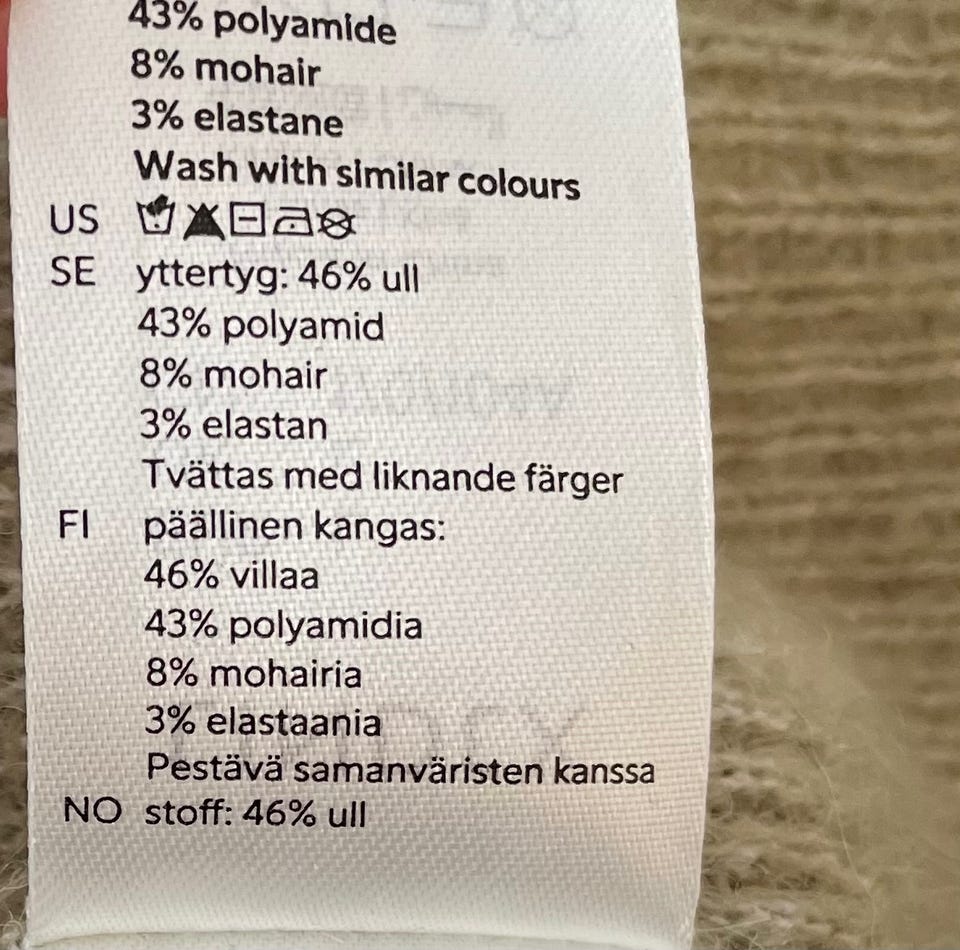 43% polyamide
8% mohair
3% elastane
Wash with similar colours
US
SE yttertyg: 46% ull
43% polyamid
8% mohair
3% elastan
Tvättas med liknande färger
FI päällinen kangas:
46% villaa
43% polyamidia
8% mohairia
3% elastaania
Pestävä samanväristen kanssa
NO stoff: 46% ull